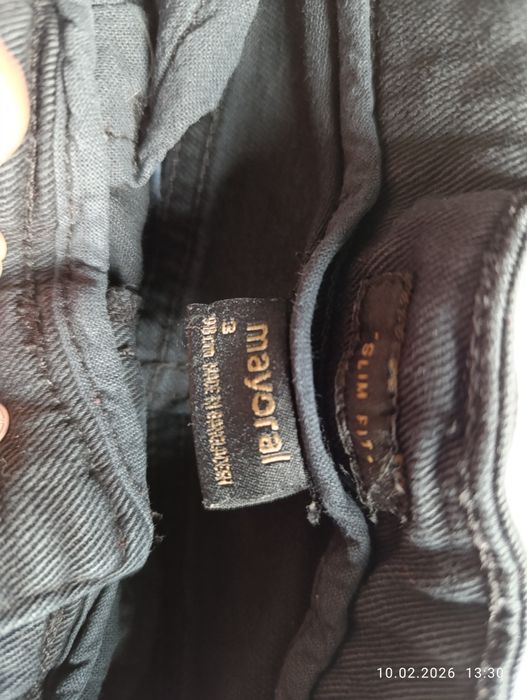 mayoral
3
98 cm MADE IN BANGLADESH
"SLIM FIT"
10.02.2026 13:30